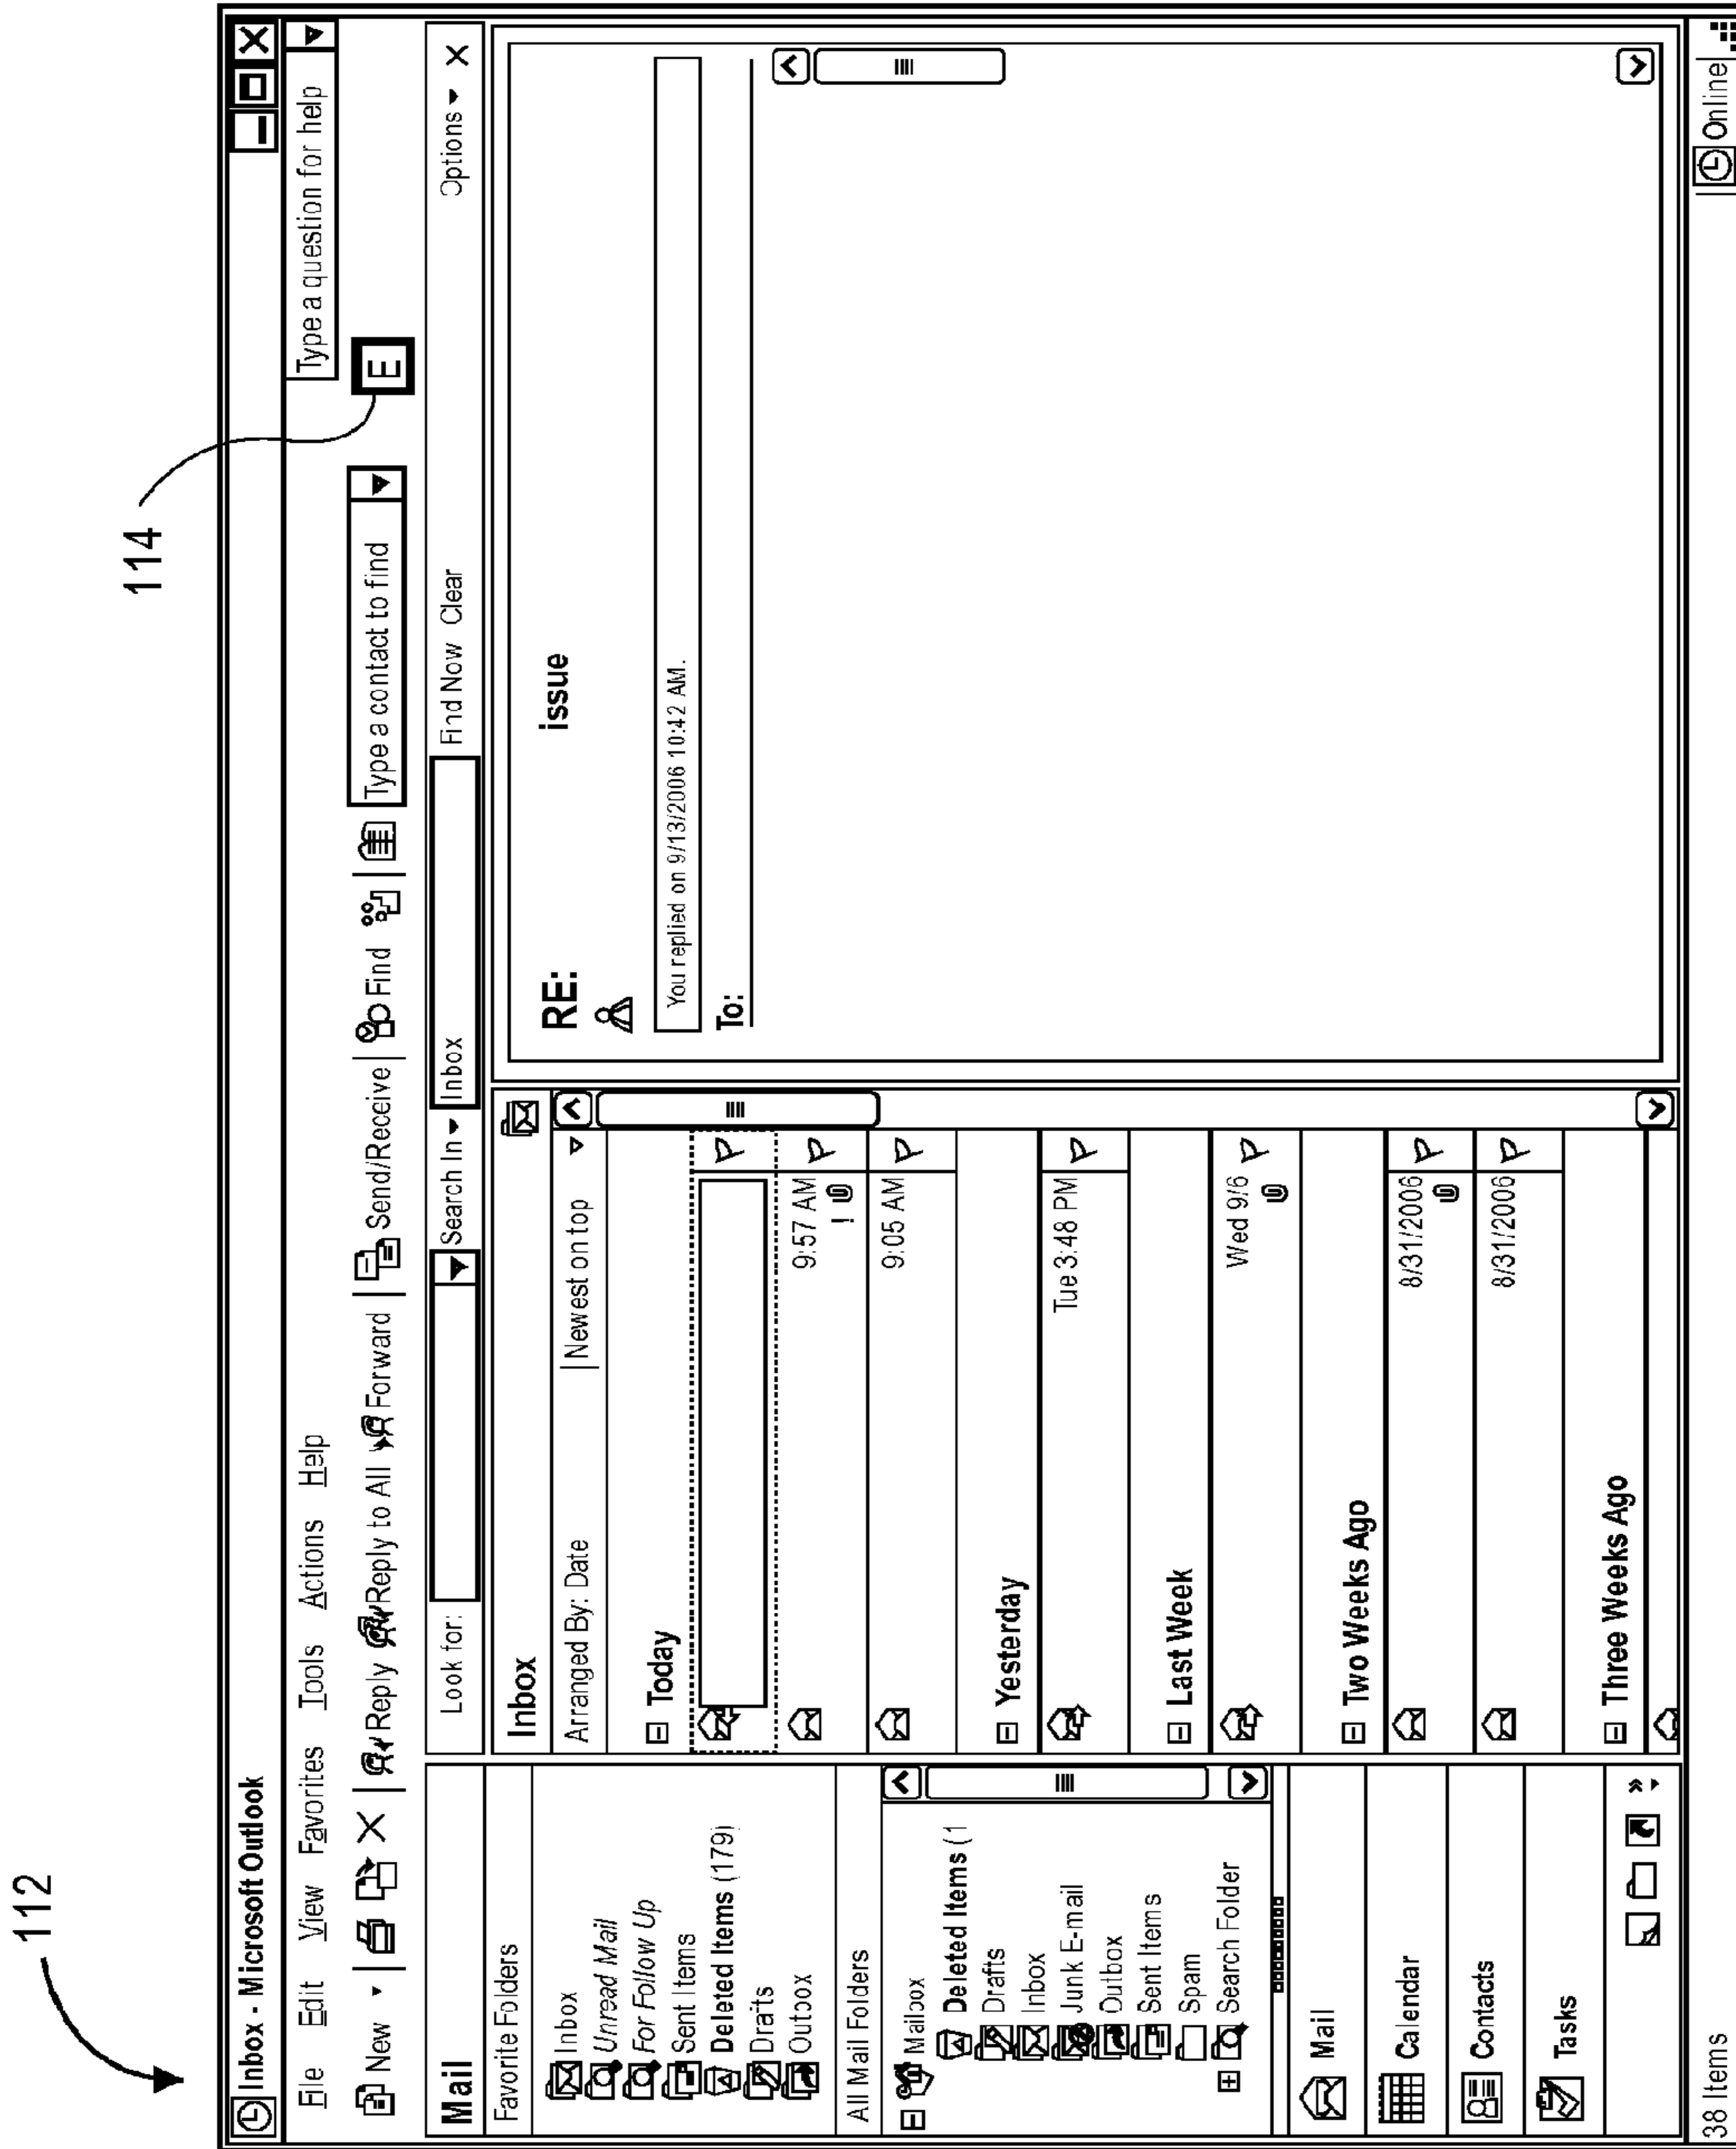 112
114
Inbox - Microsoft Outlook
File Edit View Favorites Tools Actions Help
Type a question for help
New Reply Reply to All Forward Send/Receive Find Type a contact to find E
Look for: Search In Inbox Find Now Clear Options
Mail
Favorite Folders
Inbox
Unread Mail
For Follow Up
Sent Items
Deleted Items (179)
Drafts
Outbox
All Mail Folders
Mailbox
Deleted Items (1
Drafts
Inbox
Junk E-mail
Outbox
Sent Items
Spam
Search Folder
Mail
Calendar
Contacts
Tasks
Inbox
Arranged By: Date Newest on top
Today
9:57 AM
!
9:05 AM
Yesterday
Tue 3:48 PM
Last Week
Wed 9/6
Two Weeks Ago
8/31/2006
8/31/2006
Three Weeks Ago
RE: issue
You replied on 9/13/2006 10:42 AM.
To:
38 Items
Online